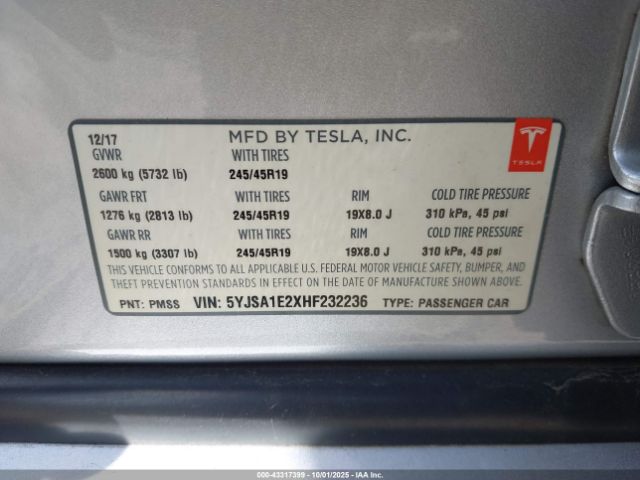 12/17 MFD BY TESLA, INC.
GVWR WITH TIRES
2600 kg (5732 lb) 245/45R19
TESLA
GAWR FRT WITH TIRES RIM COLD TIRE PRESSURE
1276 kg (2813 lb) 245/45R19 19X8.0 J 310 kPa, 45 psi
GAWR RR WITH TIRES RIM COLD TIRE PRESSURE
1500 kg (3307 lb) 245/45R19 19X8.0 J 310 kPa, 45 psi
THIS VEHICLE CONFORMS TO ALL APPLICABLE U.S. FEDERAL MOTOR VEHICLE SAFETY, BUMPER, AND
THEFT PREVENTION STANDARDS IN EFFECT ON THE DATE OF MANUFACTURE SHOWN ABOVE.
PNT: PMSS VIN: 5YJSA1E2XHF232236 TYPE: PASSENGER CAR
000-43317399 - 10/01/2025 - IAA Inc.